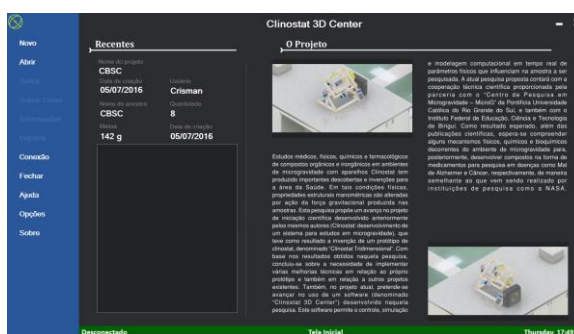 Clinostat 3D Center
Novo
Abrir
Conexão
Fechar
Ajuda
Opções
Sobre
Recentes
Nome do projeto
CBSC
Data de criação Usuário
05/07/2016 Crisman
Nome da amostra Quantidade
CBSC 8
Massa Data de criação
142 g 05/07/2016
O Projeto
Estudos médicos, físicos, químicos e farmacológicos
de compostos orgânicos e inorgânicos em ambientes
de microgravidade com aparelhos Clinostat tem
produzido importantes descobertas e invenções para
a área da Saúde. Em tais condições físicas,
propriedades estruturais manométricas são alteradas
por ação da força gravitacional produzida nas
amostras. Esta pesquisa propõe um avanço no projeto
de iniciação científica desenvolvido anteriormente
pelos mesmos autores (Clinostat: desenvolvimento de
um sistema para estudos em microgravidade), que
teve como resultado a invenção de um protótipo de
clinostat, denominado "Clinostat Tridimensional". Com
base nos resultados obtidos naquela pesquisa,
concluiu-se sobre a necessidade de implementar
várias melhorias técnicas em relação ao próprio
protótipo e também em relação a outros projetos
existentes. Também, no projeto atual, pretende-se
avançar no uso de um software (denominado
"Clinostat 3D Center") desenvolvido naquela
pesquisa. Este software permite o controle, simulação
e modelagem computacional em tempo real de
parâmetros físicos que influenciam na amostra a ser
pesquisada. A atual pesquisa proposta contará com a
cooperação técnica científica proporcionada pela
parceria com o "Centro de Pesquisa em
Microgravidade – MicroG" da Pontifícia Universidade
Católica do Rio Grande do Sul, e também com o
Instituto Federal de Educação, Ciência e Tecnologia
de Birigui. Como resultado esperado, além das
publicações científicas, espera-se compreender
alguns mecanismos físicos, químicos e bioquímicos
decorrentes do ambiente de microgravidade para,
posteriormente, desenvolver compostos na forma de
medicamentos para pesquisa em doenças como Mal
de Alzheimer e Câncer, respectivamente, de maneira
semelhante ao que vem sendo realizado por
instituições de pesquisa como a NASA.
Desconectado Tela Inicial Thursday, 17:43